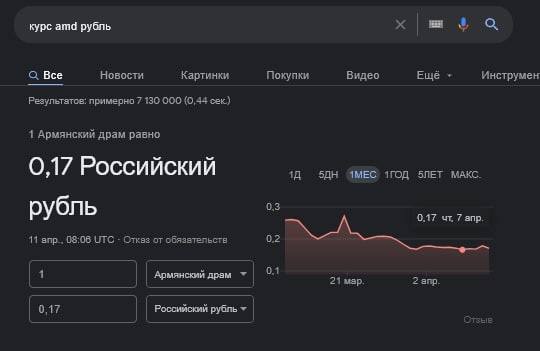 курс amd рубль
Все Новости Картинки Покупки Видео Ещё Инструмен
Результатов: примерно 7 130 000 (0,44 сек.)
1 Армянский драм равно
0,17 Российский
рубль
11 апр., 08:06 UTC · Отказ от обязательств
1 Армянский драм
0,17 Российский рубль
1Д 5ДН 1МЕС 1ГОД 5ЛЕТ МАКС.
0,3
0,17 чт, 7 апр.
0,2
0,1
21 мар. 2 апр.
Отзыв